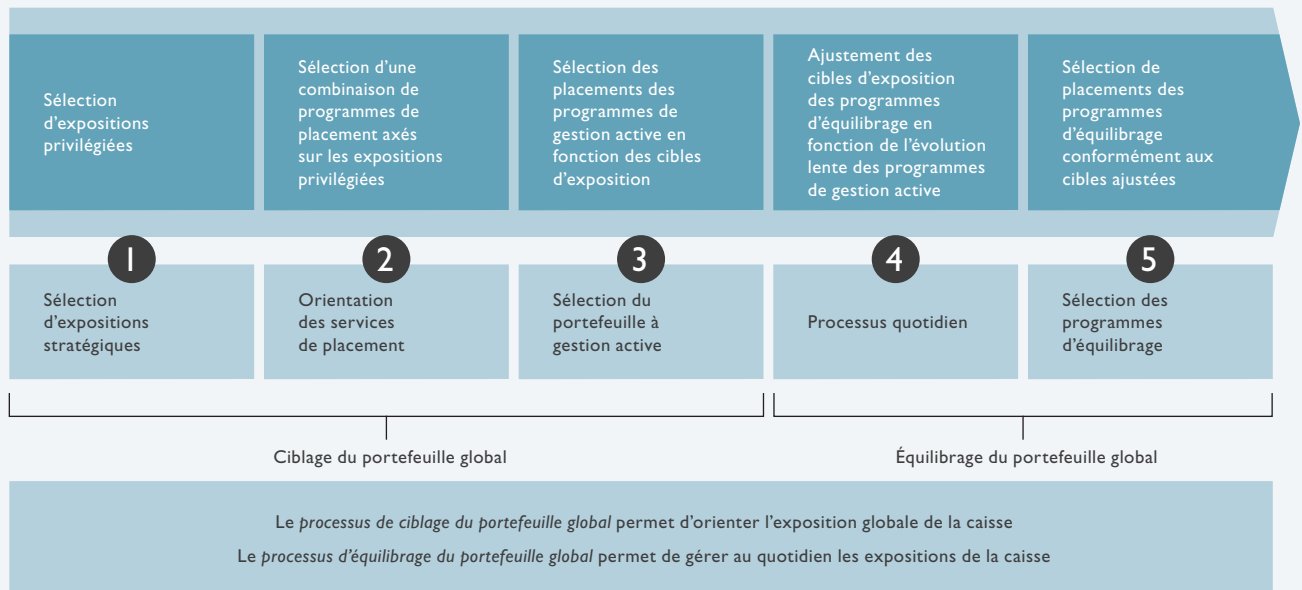 Sélection
d'expositions
privilégiées
Sélection d'une
combinaison de
programmes de
placement axés
sur les expositions
privilégiées
Sélection des
placements des
programmes de
gestion active en
fonction des cibles
d'exposition
Ajustement des
cibles d'exposition
des programmes
d'équilibrage en
fonction de l'évolution
lente des programmes
de gestion active
Sélection de
placements des
programmes
d'équilibrage
conformément aux
cibles ajustées
1
Sélection
d'expositions
stratégiques
2
Orientation
des services
de placement
3
Sélection du
portefeuille à
gestion active
4
Processus quotidien
5
Sélection des
programmes
d'équilibrage
Ciblage du portefeuille global
Équilibrage du portefeuille global
Le processus de ciblage du portefeuille global permet d'orienter l'exposition globale de la caisse
Le processus d'équilibrage du portefeuille global permet de gérer au quotidien les expositions de la caisse